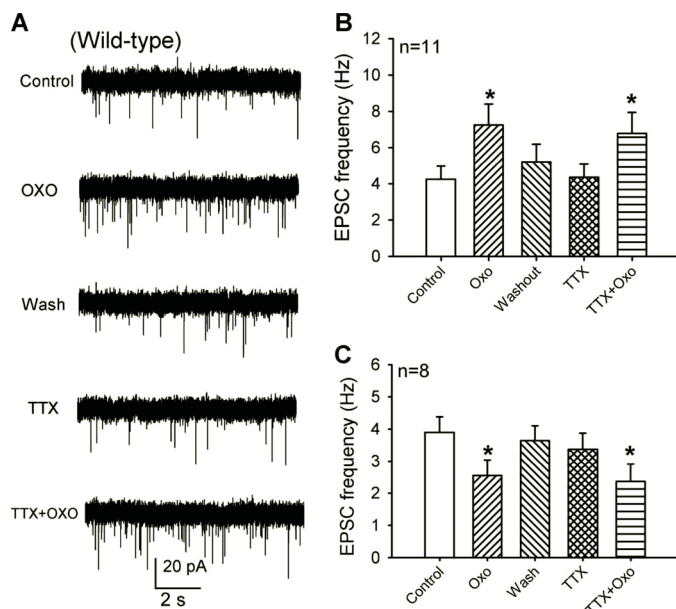 A
(Wild-type)
Control
OXO
Wash
TTX
TTX+OXO
20 pA
2 s
B
EPSC frequency (Hz)
12
10
8
6
4
2
0
n=11
*
*
Control
Oxo
Washout
TTX
TTX+Oxo
C
EPSC frequency (Hz)
6
5
4
3
2
1
0
n=8
*
*
Control
Oxo
Wash
TTX
TTX+Oxo